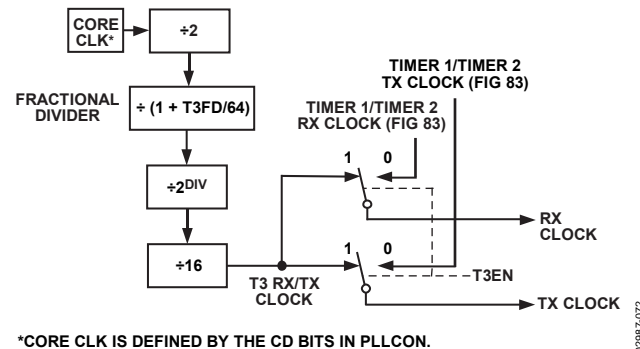 CORE
CLK*
÷2
FRACTIONAL
DIVIDER
÷ (1 + T3FD/64)
÷2DIV
÷16
TIMER 1/TIMER 2
TX CLOCK (FIG 83)
TIMER 1/TIMER 2
RX CLOCK (FIG 83)
1 0
RX
CLOCK
1 0
T3 RX/TX
CLOCK
T3EN
TX CLOCK
*CORE CLK IS DEFINED BY THE CD BITS IN PLLCON.
02987-072